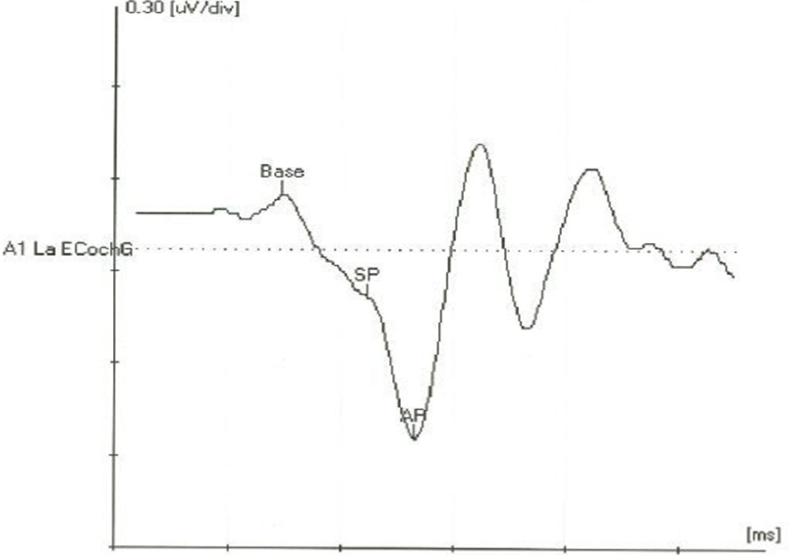 0.30 [uV/div]
Base
A1 La ECochG
SP
AP
[ms]